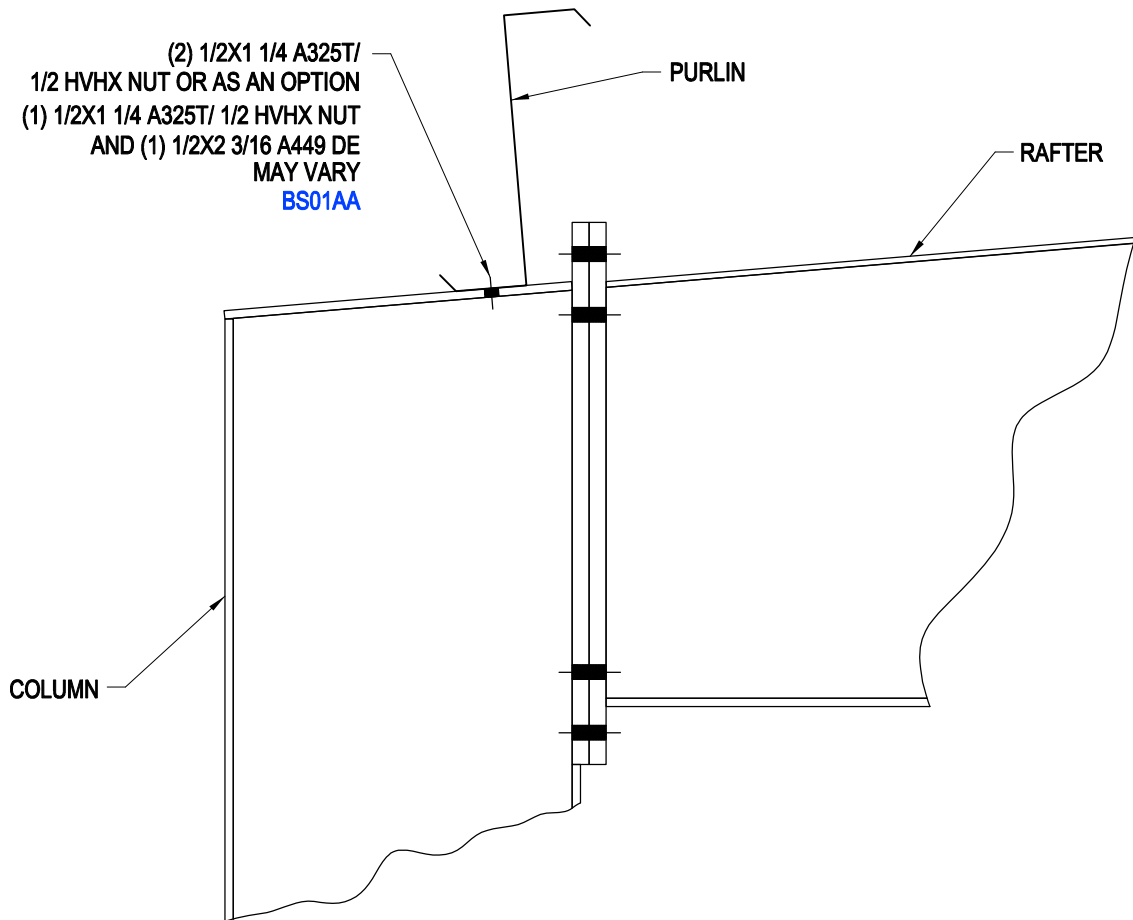 (2) 1/2X1 1/4 A325T/
1/2 HVHX NUT OR AS AN OPTION
(1) 1/2X1 1/4 A325T/ 1/2 HVHX NUT
AND (1) 1/2X2 3/16 A449 DE
MAY VARY
BS01AA
PURLIN
RAFTER
COLUMN